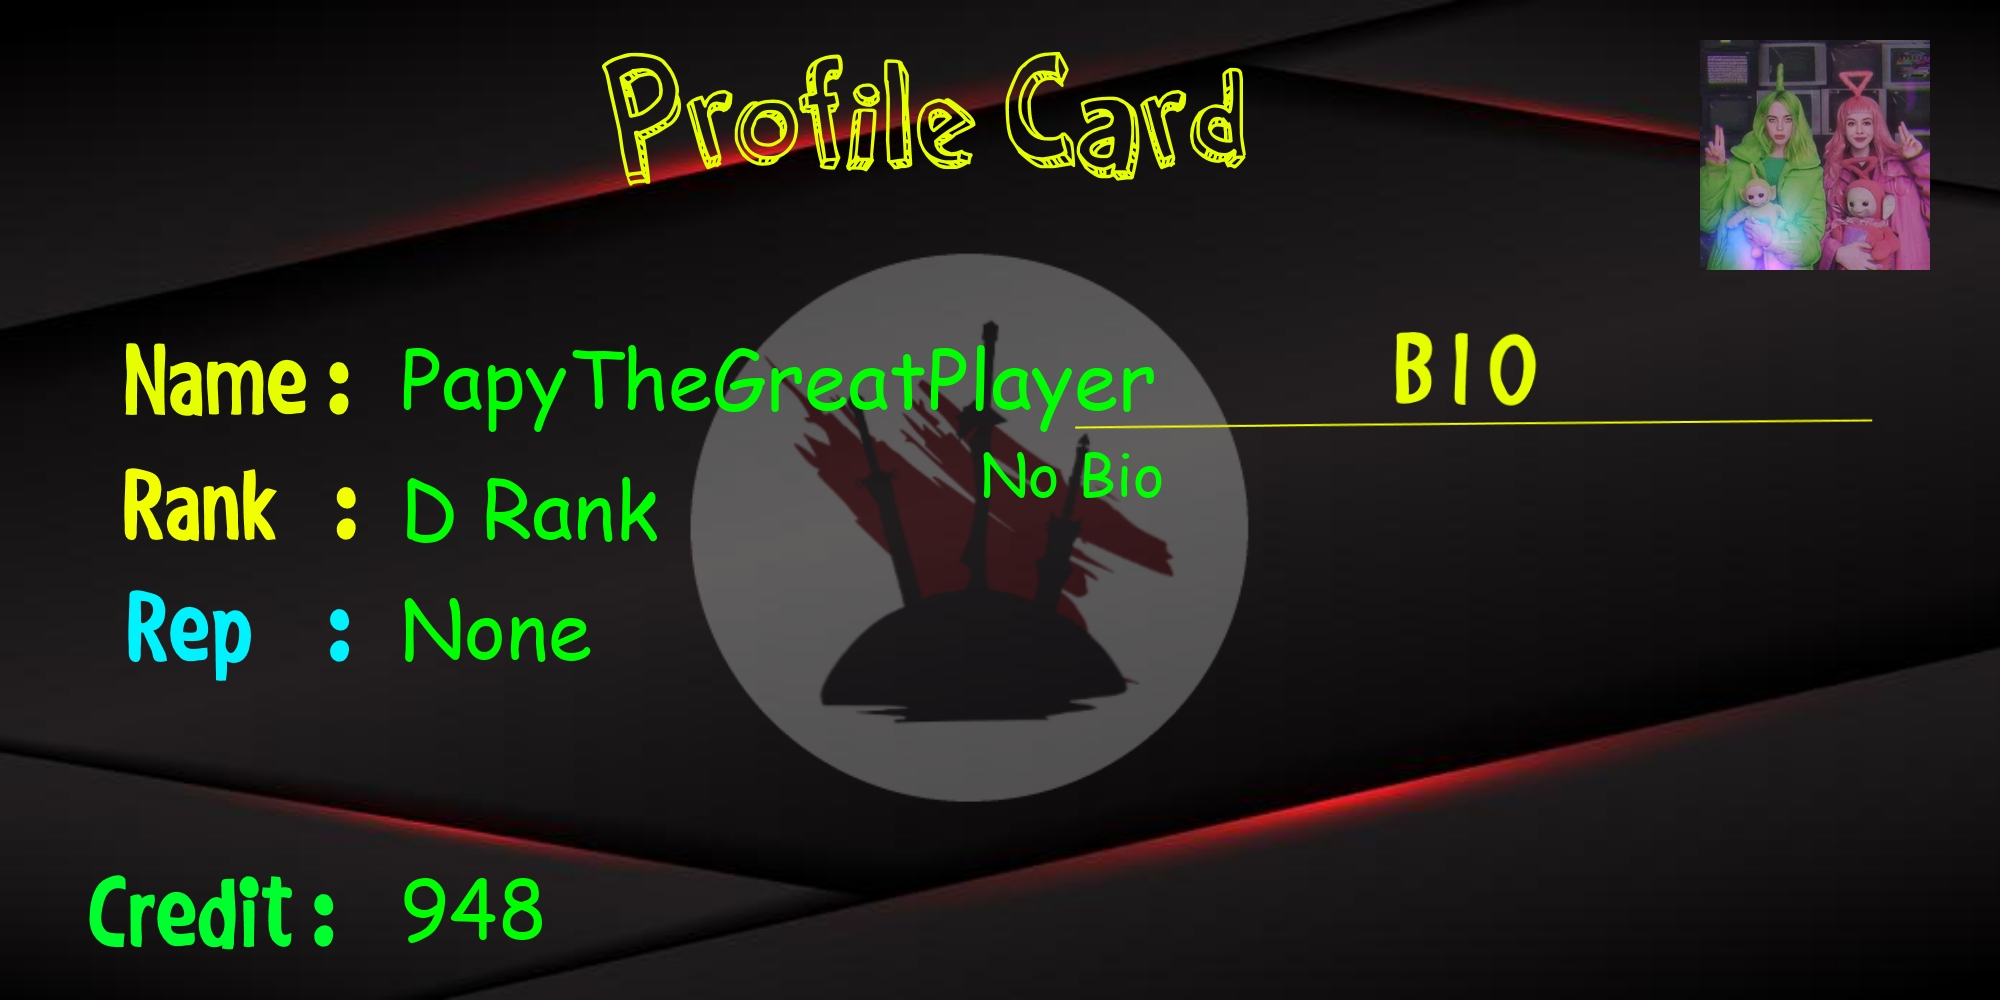 Profile Card
Name : PapyTheGreatPlayer
BIO
No Bio
Rank : D Rank
Rep : None
Credit : 948